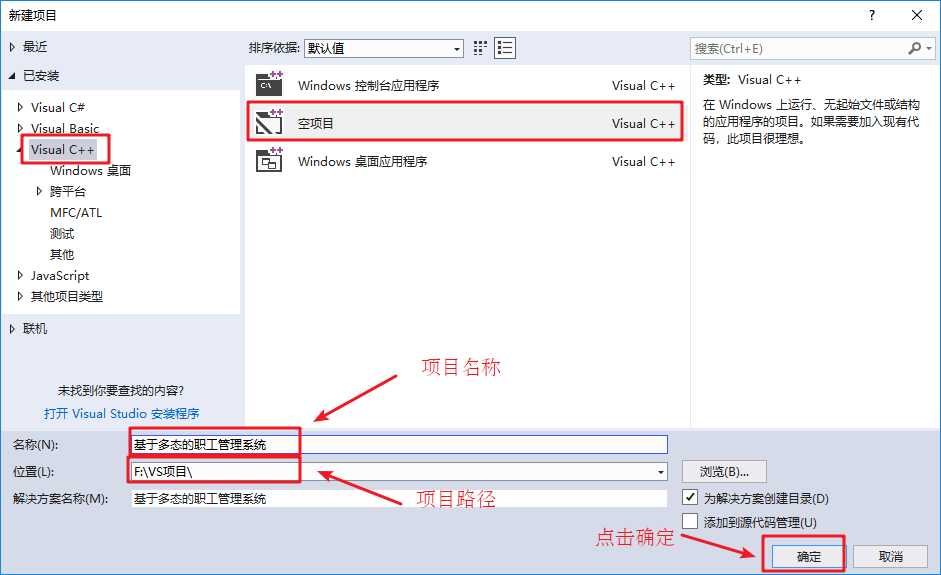 新建项目
?
最近
已安装
Visual C#
Visual Basic
Visual C++
Windows 桌面
跨平台
MFC/ATL
测试
其他
JavaScript
其他项目类型
联机
未找到你要查找的内容?
打开 Visual Studio 安装程序
排序依据: 默认值
搜索(Ctrl+E)
Windows 控制台应用程序 Visual C++
空项目 Visual C++
Windows 桌面应用程序 Visual C++
类型: Visual C++
在 Windows 上运行、无起始文件或结构
的应用程序的项目。如果需要加入现有代
码，此项目很理想。
项目名称
名称(N): 基于多态的职工管理系统
位置(L): F:\VS项目\
浏览(B)...
解决方案名称(M): 基于多态的职工管理系统
项目路径
为解决方案创建目录(D)
添加到源代码管理(U)
点击确定
确定
取消